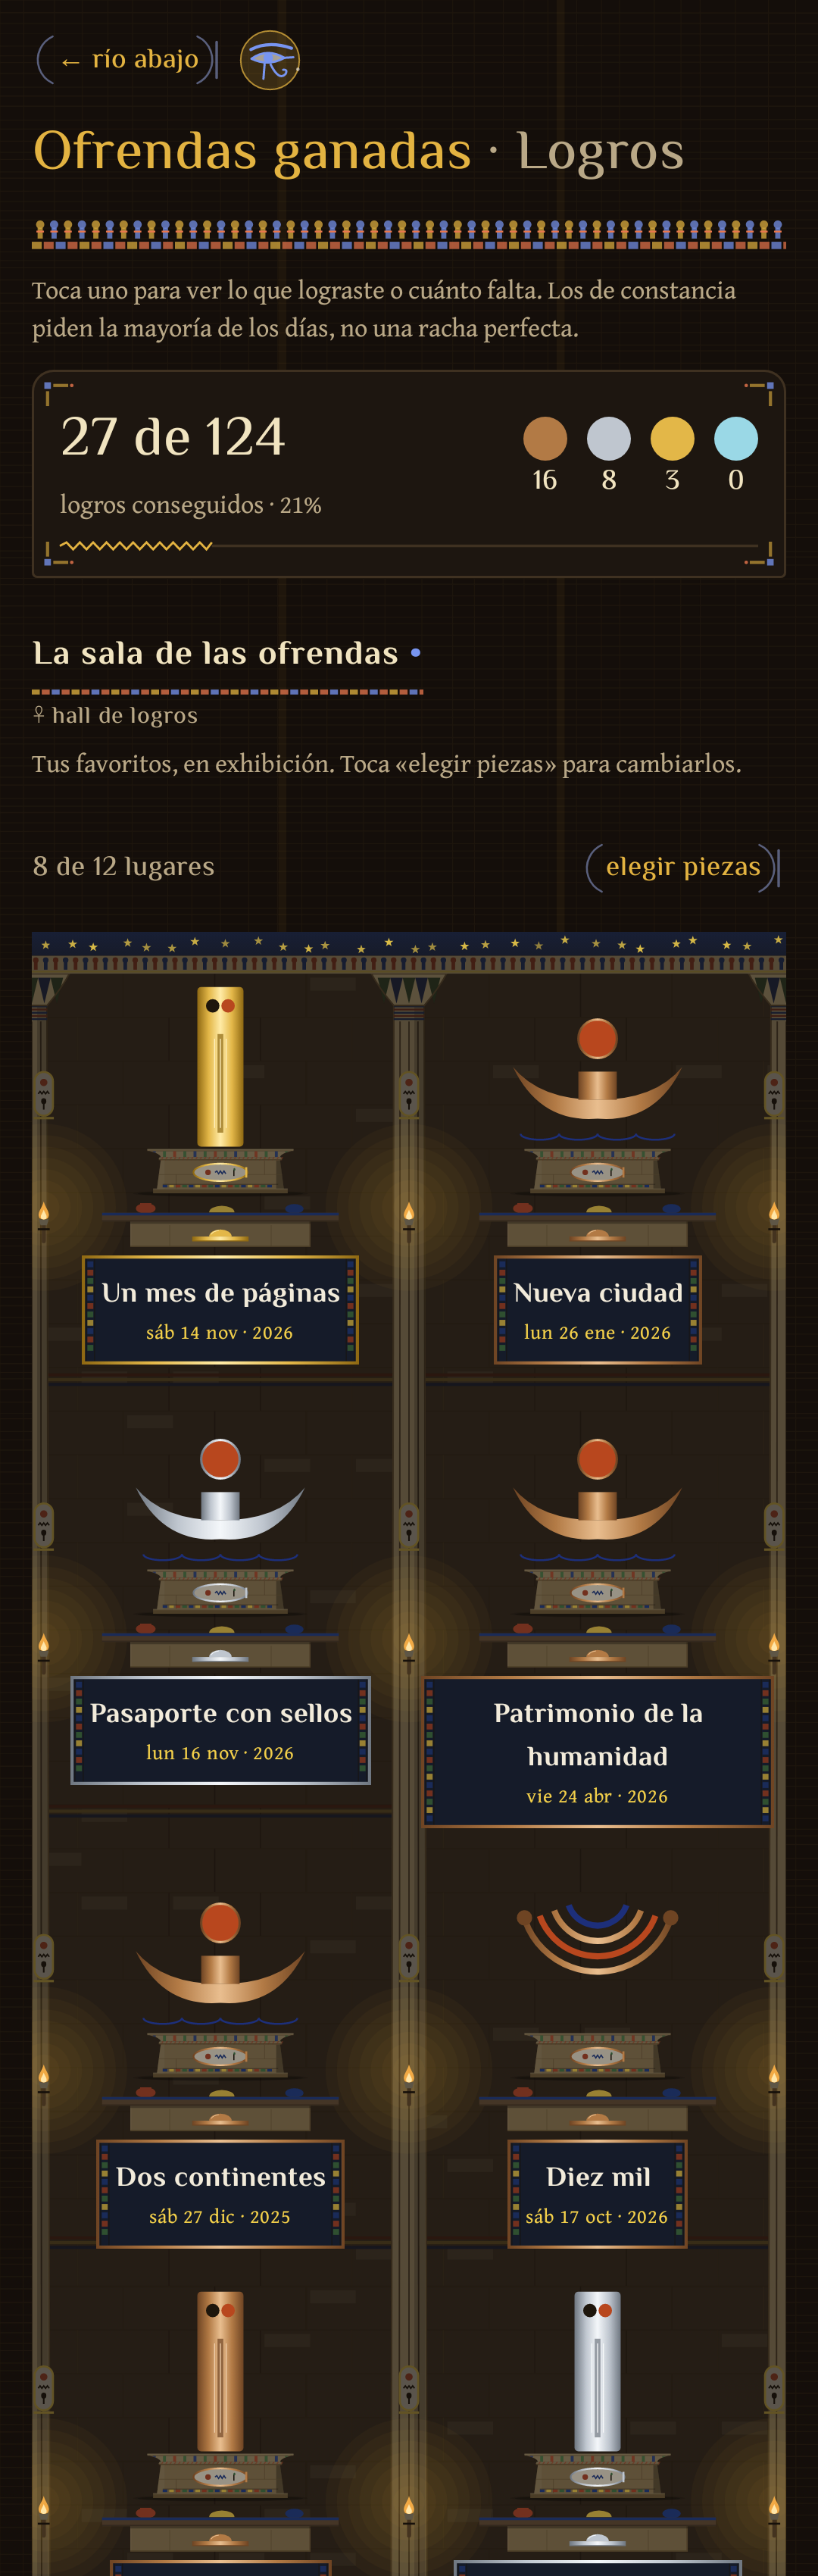 ← río abajo
Ofrendas ganadas · Logros
Toca uno para ver lo que lograste o cuánto falta. Los de constancia
piden la mayoría de los días, no una racha perfecta.
27 de 124
16 8 3 0
logros conseguidos · 21%
La sala de las ofrendas
hall de logros
Tus favoritos, en exhibición. Toca «elegir piezas» para cambiarlos.
8 de 12 lugares
elegir piezas
Un mes de páginas
sáb 14 nov · 2026
Nueva ciudad
lun 26 ene · 2026
Pasaporte con sellos
lun 16 nov · 2026
Patrimonio de la
humanidad
vie 24 abr · 2026
Dos continentes
sáb 27 dic · 2025
Diez mil
sáb 17 oct · 2026